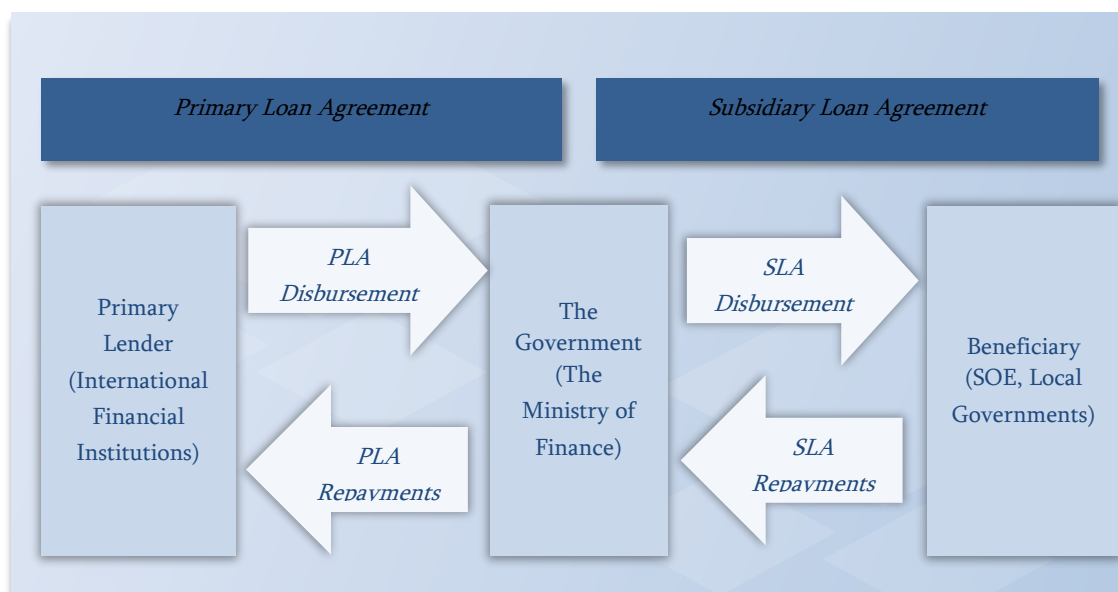 Primary Loan Agreement
Subsidiary Loan Agreement
Primary
Lender
(International
Financial
Institutions)
PLA
Disbursement
PLA
Repayments
The
Government
(The
Ministry of
Finance)
SLA
Disbursement
SLA
Repayments
Beneficiary
(SOE, Local
Governments)